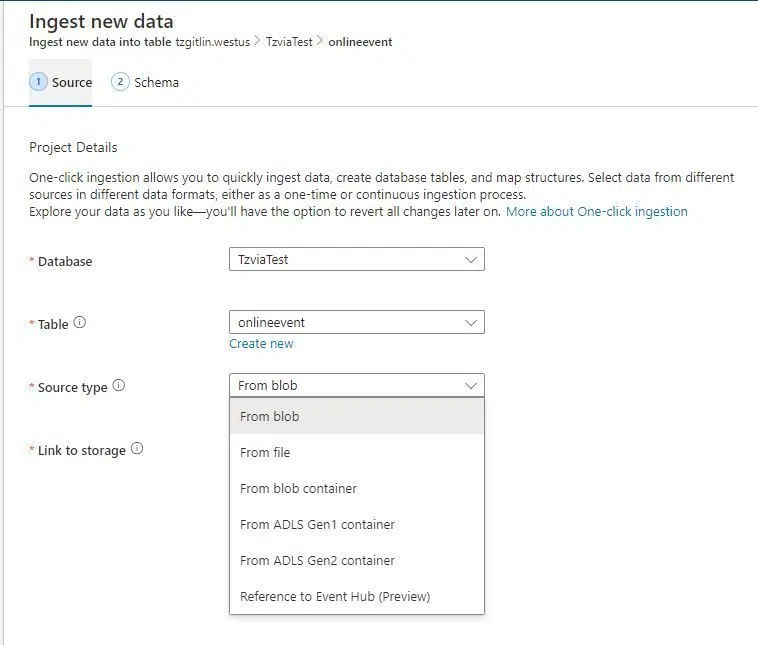 Ingest new data
Ingest new data into table tzgitlin.westus > TzviaTest > onlineevent
1 Source 2 Schema
Project Details
One-click ingestion allows you to quickly ingest data, create database tables, and map structures. Select data from different
sources in different data formats, either as a one-time or continuous ingestion process.
Explore your data as you like—you'll have the option to revert all changes later on. More about One-click ingestion
* Database TzviaTest
* Table onlineevent
Create new
* Source type From blob
From blob
* Link to storage
From file
From blob container
From ADLS Gen1 container
From ADLS Gen2 container
Reference to Event Hub (Preview)